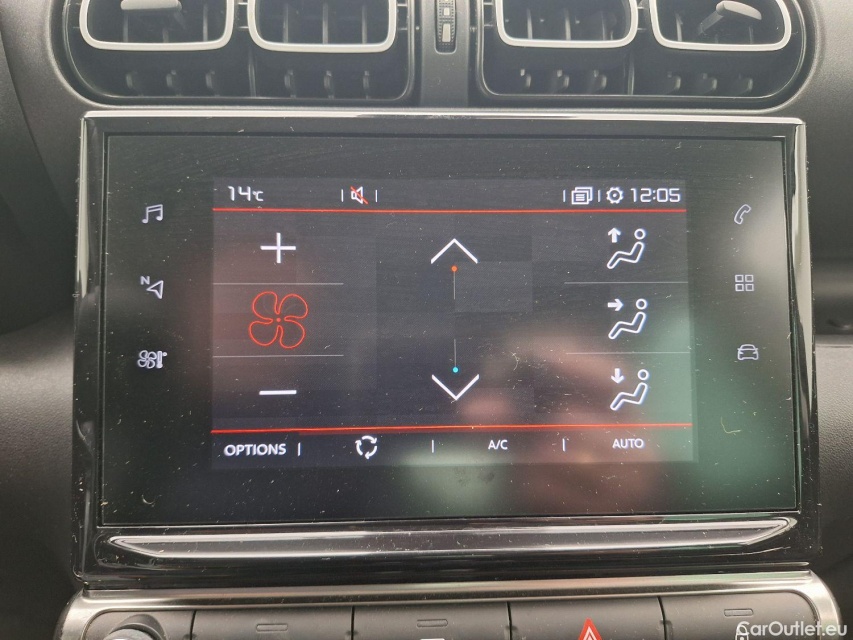 14°C 12:05
N
OPTIONS A/C AUTO
CarOutlet.eu